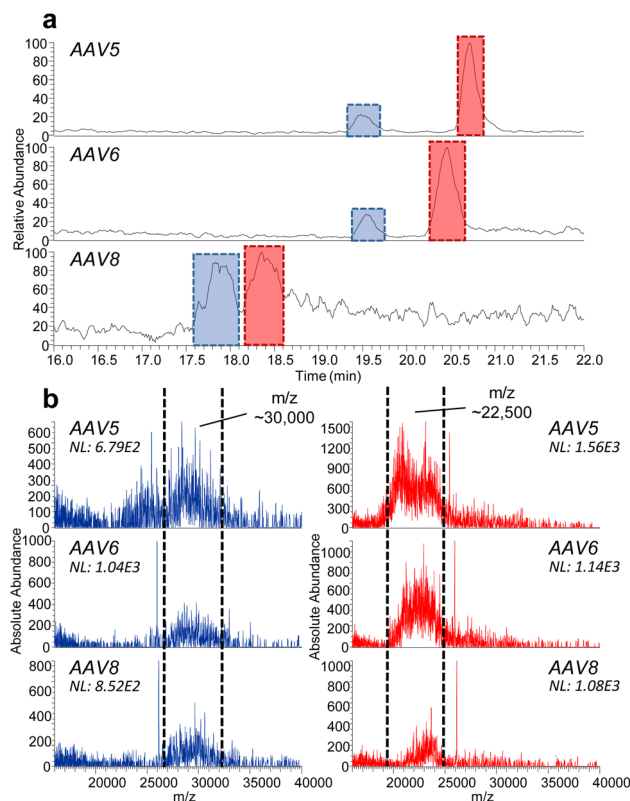 a
AAV5
100
80
60
40
20
0
AAV6
100
80
60
40
20
0
AAV8
100
80
60
40
20
0
Relative Abundance
16.0 16.5 17.0 17.5 18.0 18.5 19.0 19.5 20.0 20.5 21.0 21.5 22.0
Time (min)
b
m/z
~30,000
m/z
~22,500
AAV5
NL: 6.79E2
600
500
400
300
200
100
0
AAV6
NL: 1.04E3
1000
800
600
400
200
0
AAV8
NL: 8.52E2
800
600
400
200
0
Absolute Abundance
20000 25000 30000 35000 40000
m/z
AAV5
NL: 1.56E3
1500
1200
900
600
300
0
AAV6
NL: 1.14E3
1000
800
600
400
200
0
AAV8
NL: 1.08E3
1000
800
600
400
200
0
Absolute Abundance
20000 25000 30000 35000 40000
m/z